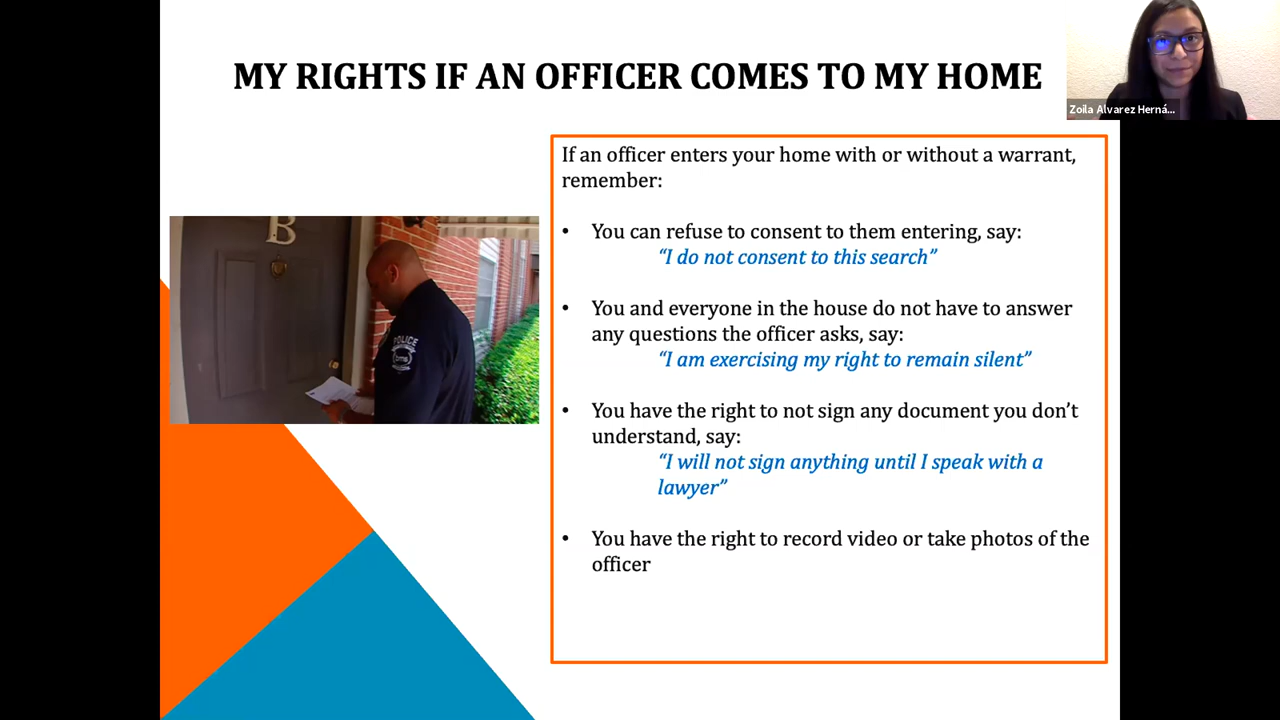 MY RIGHTS IF AN OFFICER COMES TO MY HOME
Zoila Alvarez Herná...
If an officer enters your home with or without a warrant,
remember:
• You can refuse to consent to them entering, say:
“I do not consent to this search”
• You and everyone in the house do not have to answer
any questions the officer asks, say:
“I am exercising my right to remain silent”
• You have the right to not sign any document you don’t
understand, say:
“I will not sign anything until I speak with a
lawyer”
• You have the right to record video or take photos of the
officer
B
POLICE